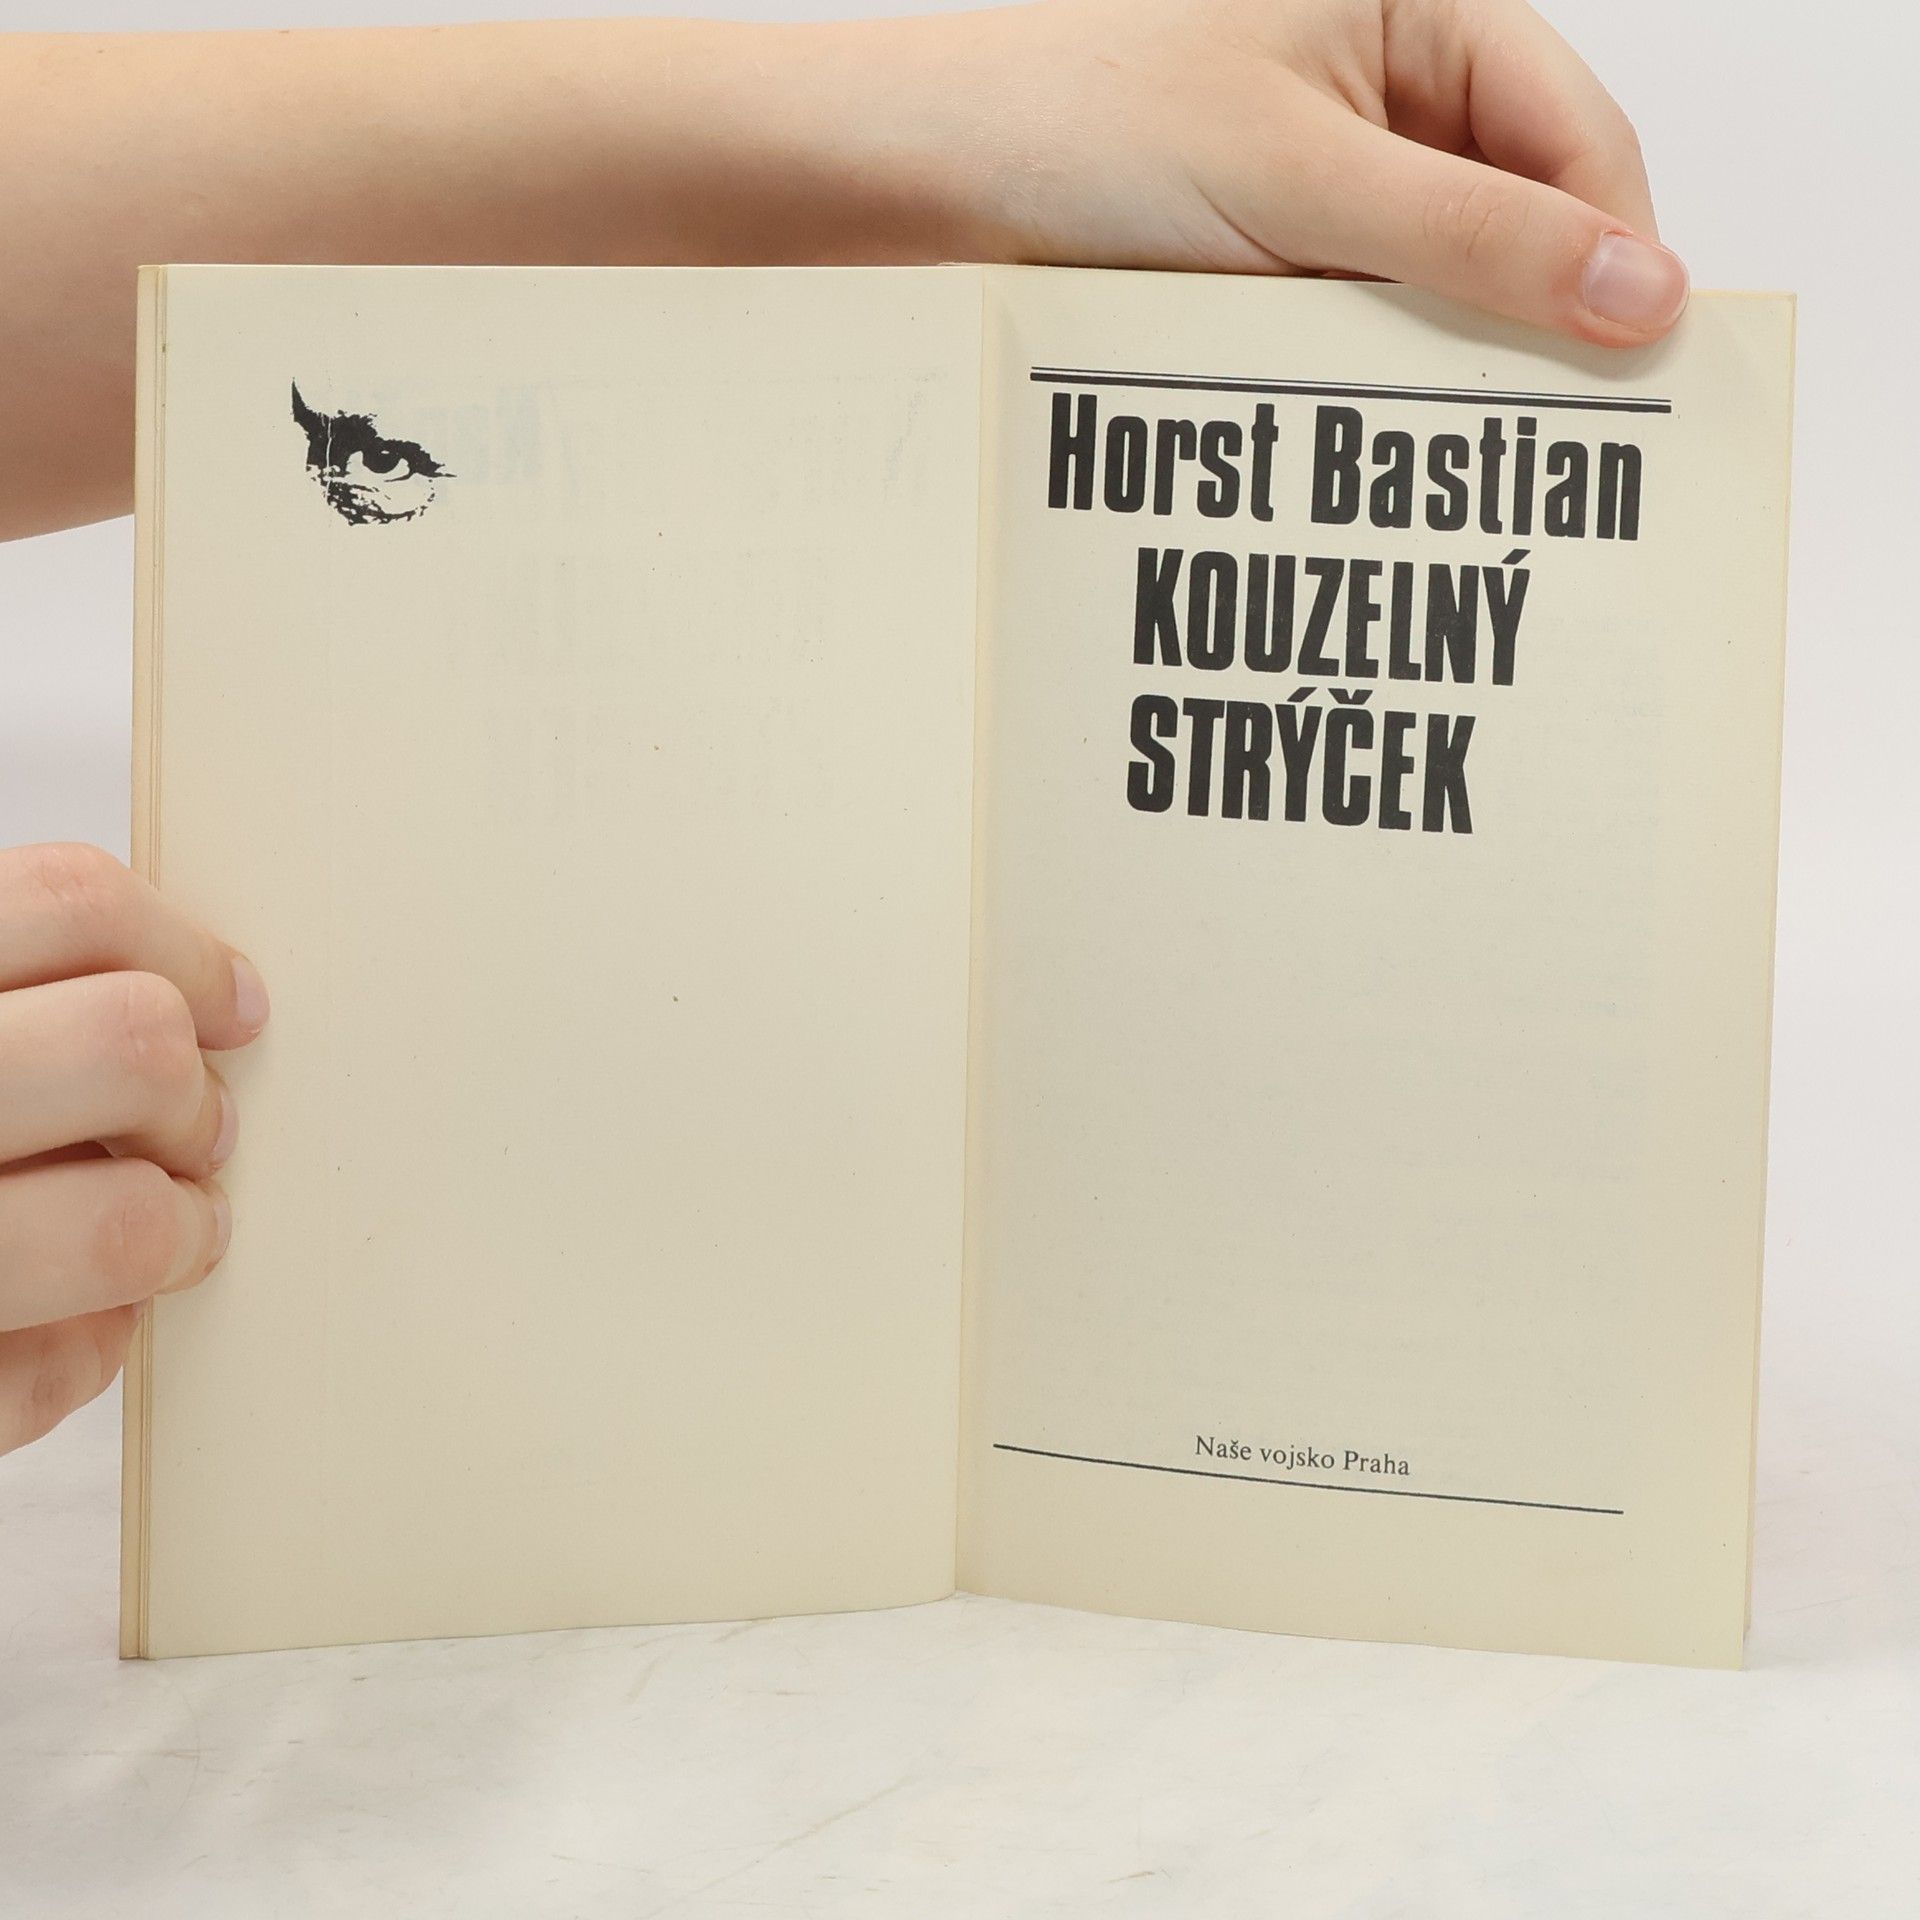 Horst Bastian
KOUZELNÝ
STRÝČEK
Naše vojsko Praha